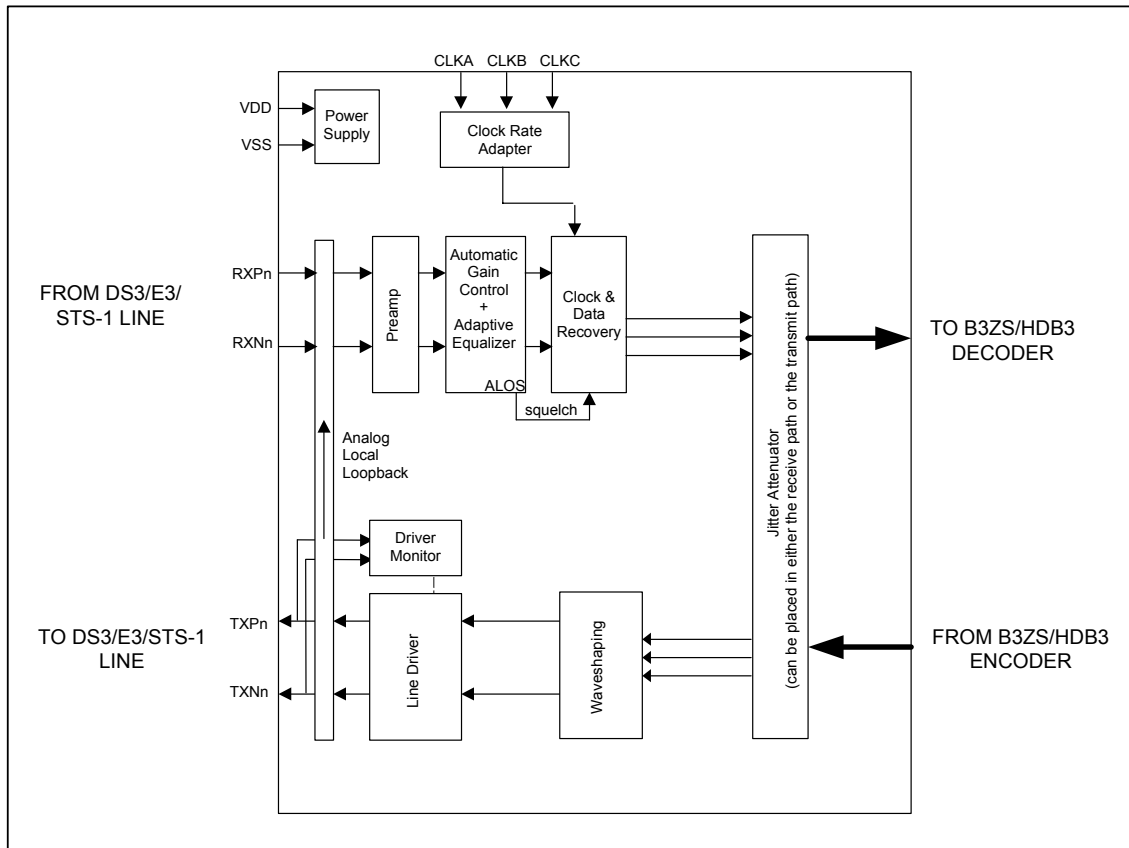 CLKA CLKB CLKC
VDD
VSS
Power
Supply
Clock Rate
Adapter
FROM DS3/E3/
STS-1 LINE
RXPn
RXNn
Preamp
Automatic
Gain
Control
+
Adaptive
Equalizer
ALOS
squelch
Clock &
Data
Recovery
TO B3ZS/HDB3
DECODER
Analog
Local
Loopback
Jitter Attenuator
(can be placed in either the receive path or the transmit path)
Driver
Monitor
TO DS3/E3/STS-1
LINE
TXPn
TXNn
Line Driver
Waveshaping
FROM B3ZS/HDB3
ENCODER